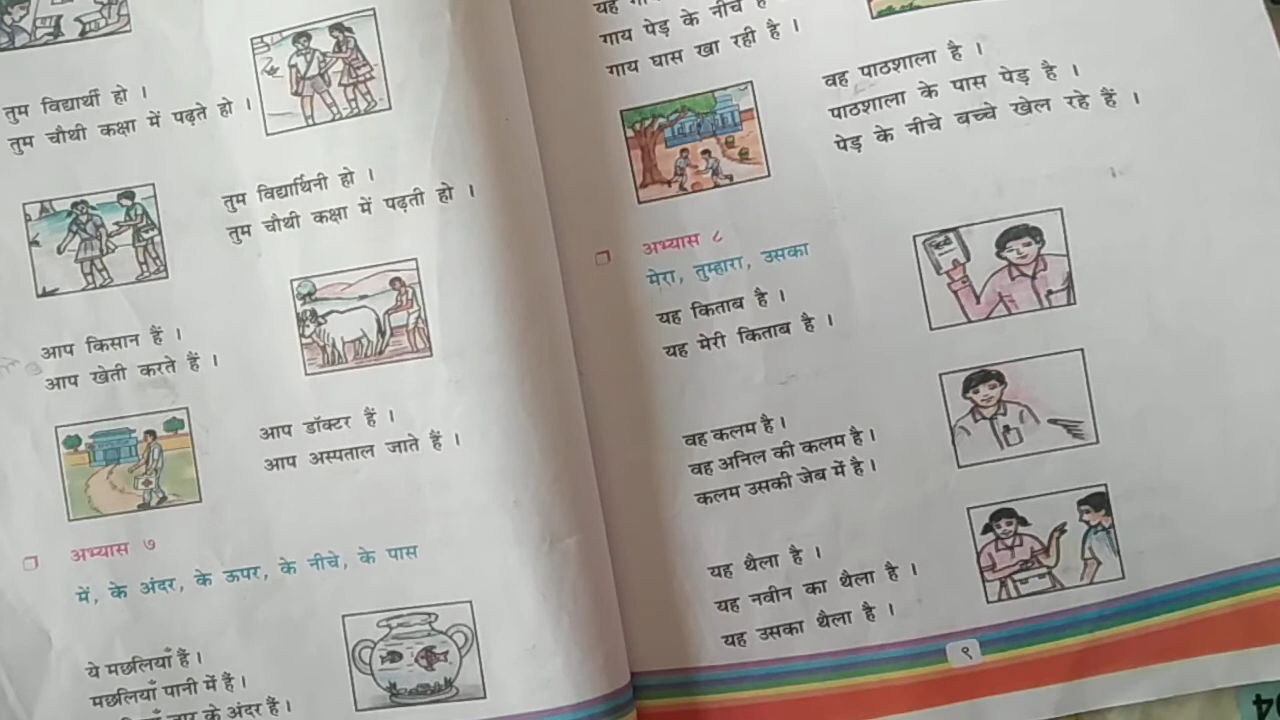 तुम विद्यार्थी हो ।
तुम चौथी कक्षा में पढ़ते हो ।
तुम विद्यार्थिनी हो ।
तुम चौथी कक्षा में पढ़ती हो ।
आप किसान हैं ।
आप खेती करते हैं ।
आप डॉक्टर हैं ।
आप अस्पताल जाते हैं ।
अभ्यास ७
में, के अंदर, के ऊपर, के नीचे, के पास
ये मछलियाँ हैं ।
मछलियाँ पानी में हैं ।
के अंदर हैं ।
यह
गाय पेड़ के नीचे है
गाय घास खा रही है ।
वह पाठशाला है ।
पाठशाला के पास पेड़ है ।
पेड़ के नीचे बच्चे खेल रहे हैं ।
अभ्यास ८
मेरा, तुम्हारा, उसका
यह किताब है ।
यह मेरी किताब है ।
वह कलम है ।
वह अनिल की कलम है ।
कलम उसकी जेब में है ।
यह थैला है ।
यह नवीन का थैला है ।
यह उसका थैला है ।
९